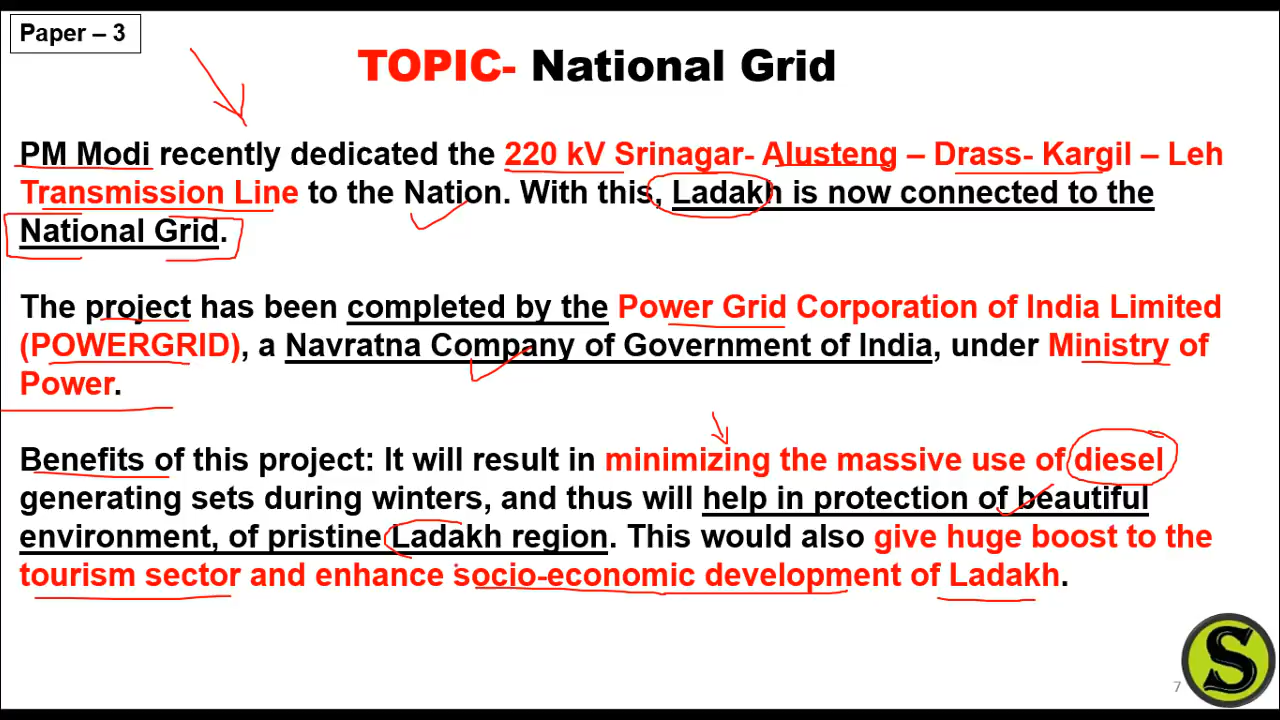 Paper – 3
TOPIC- National Grid
PM Modi recently dedicated the 220 kV Srinagar- Alusteng – Drass- Kargil – Leh
Transmission Line to the Nation. With this, Ladakh is now connected to the
National Grid.
The project has been completed by the Power Grid Corporation of India Limited
(POWERGRID), a Navratna Company of Government of India, under Ministry of
Power.
Benefits of this project: It will result in minimizing the massive use of diesel
generating sets during winters, and thus will help in protection of beautiful
environment, of pristine Ladakh region. This would also give huge boost to the
tourism sector and enhance socio-economic development of Ladakh.
S
7